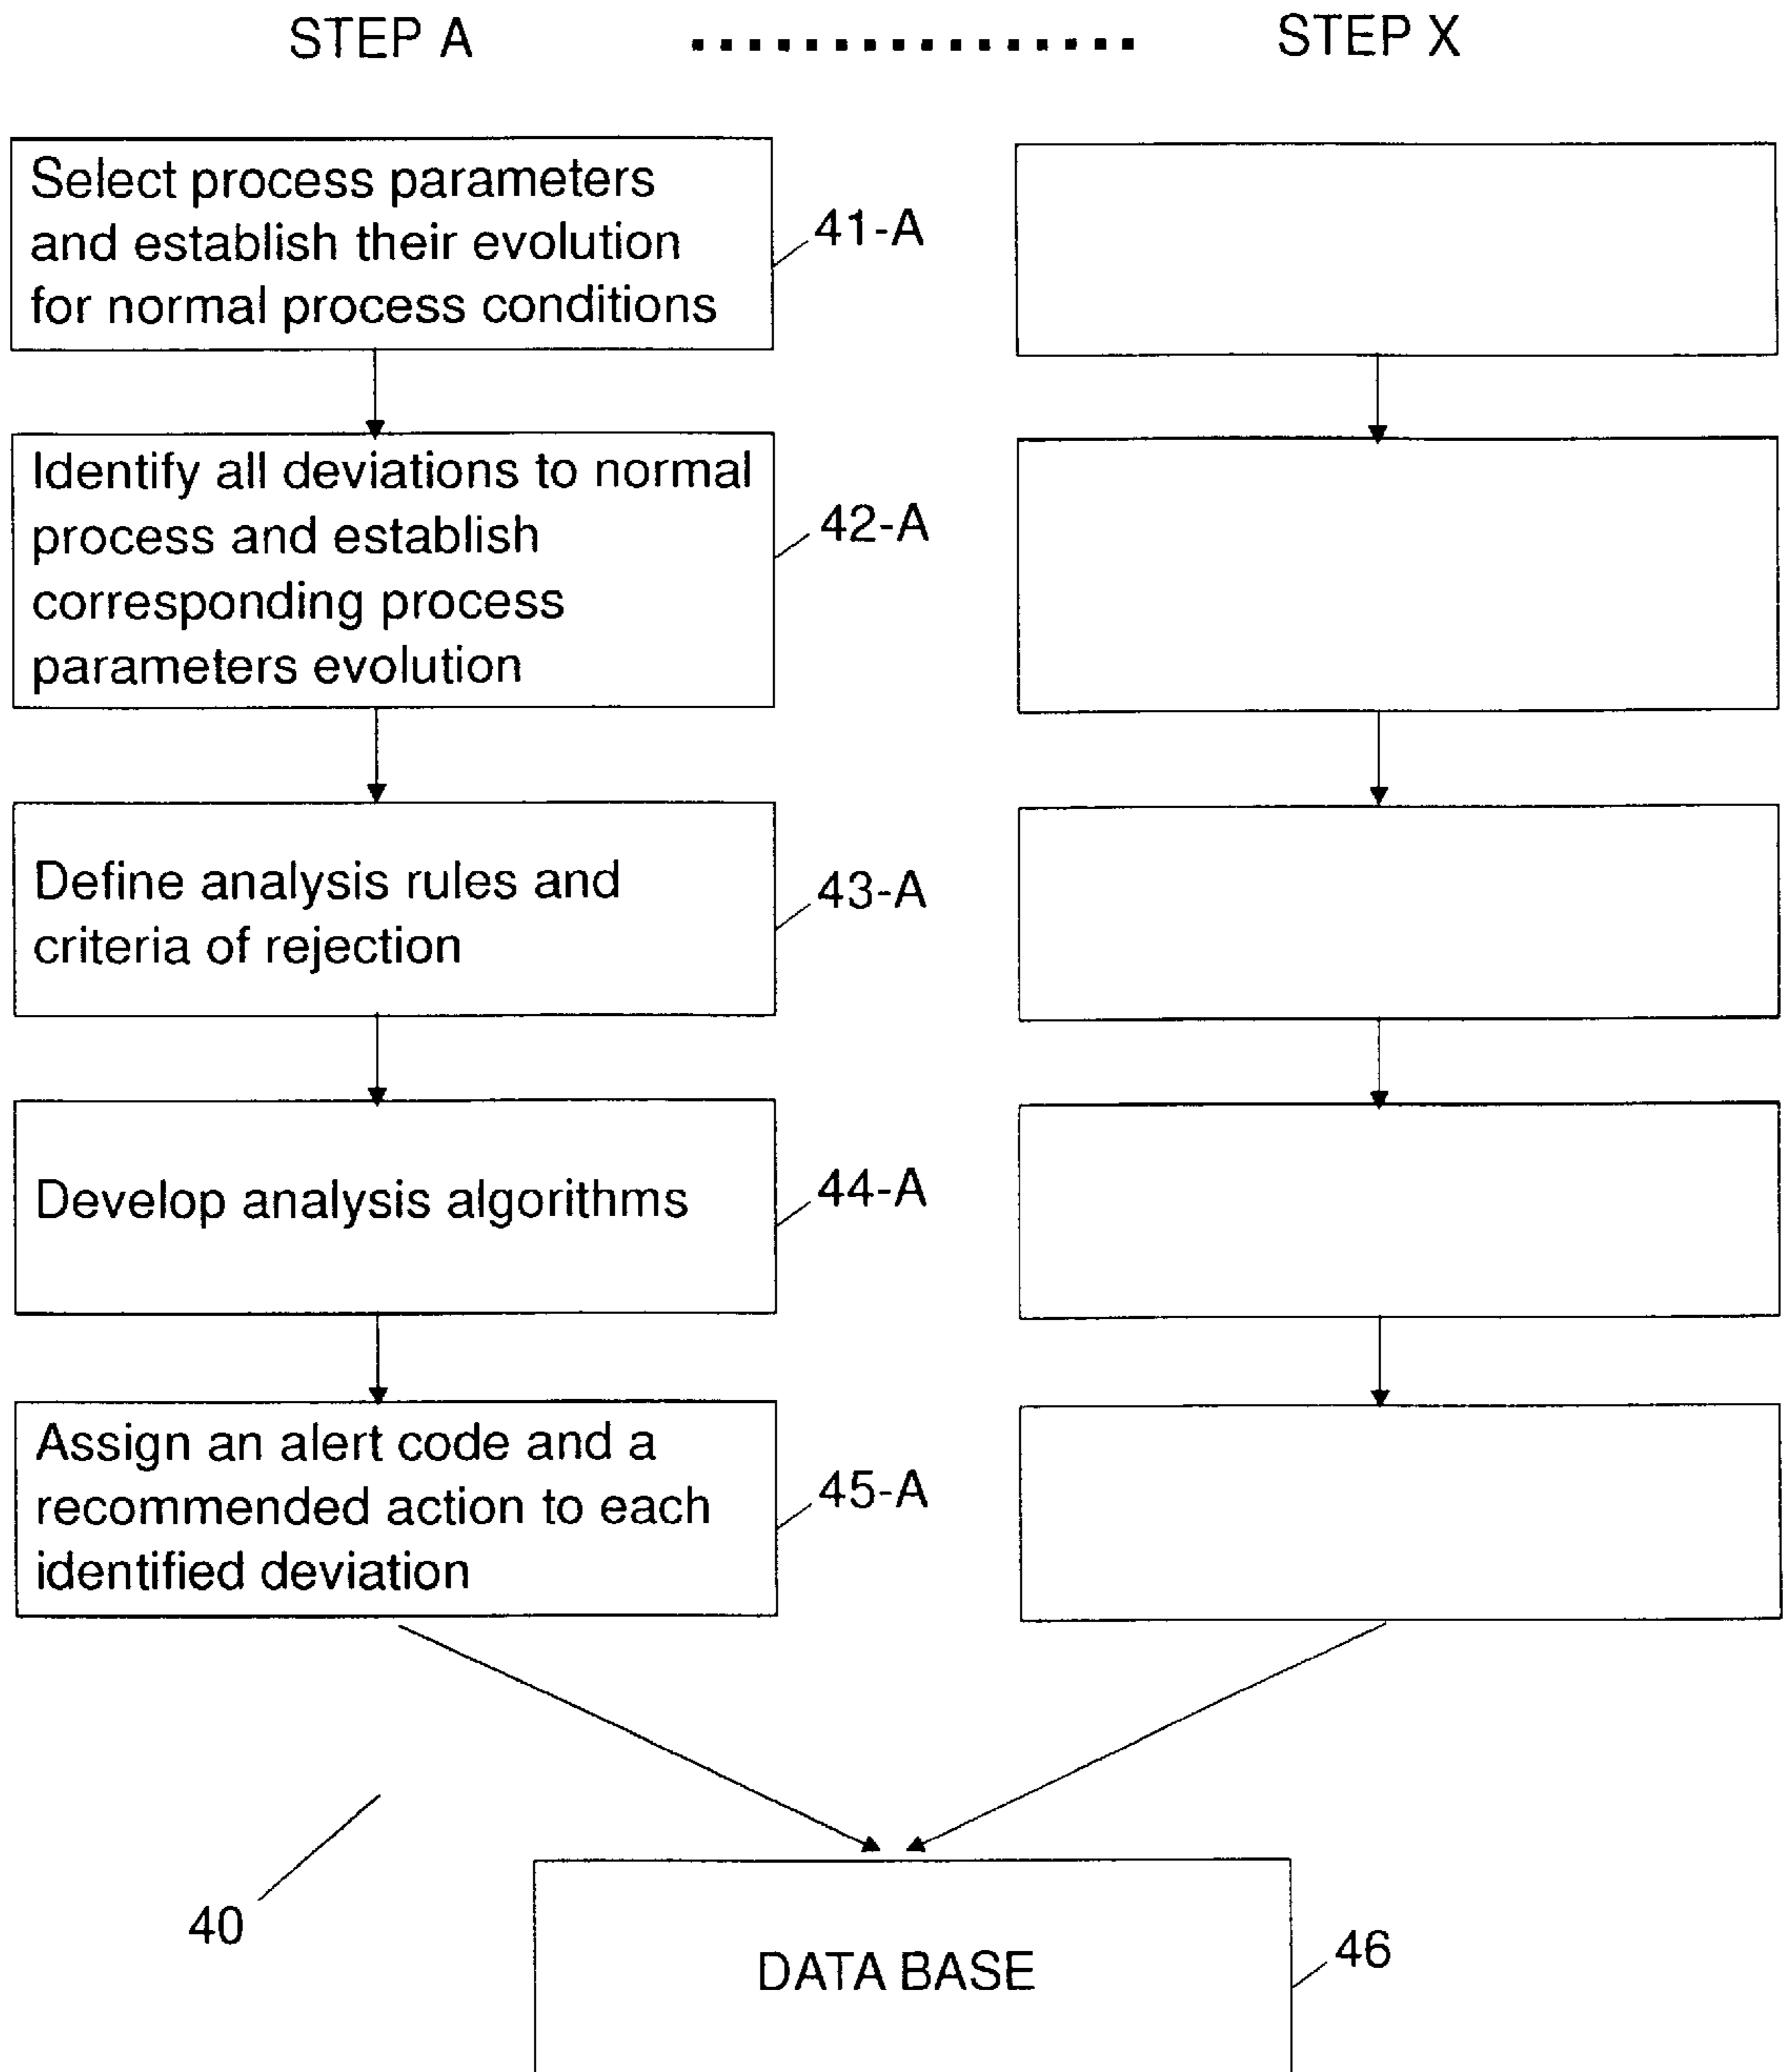 STEP A ................ STEP X
Select process parameters
and establish their evolution
for normal process conditions
41-A
Identify all deviations to normal
process and establish
corresponding process
parameters evolution
42-A
Define analysis rules and
criteria of rejection
43-A
Develop analysis algorithms
44-A
Assign an alert code and a
recommended action to each
identified deviation
45-A
40
DATA BASE
46